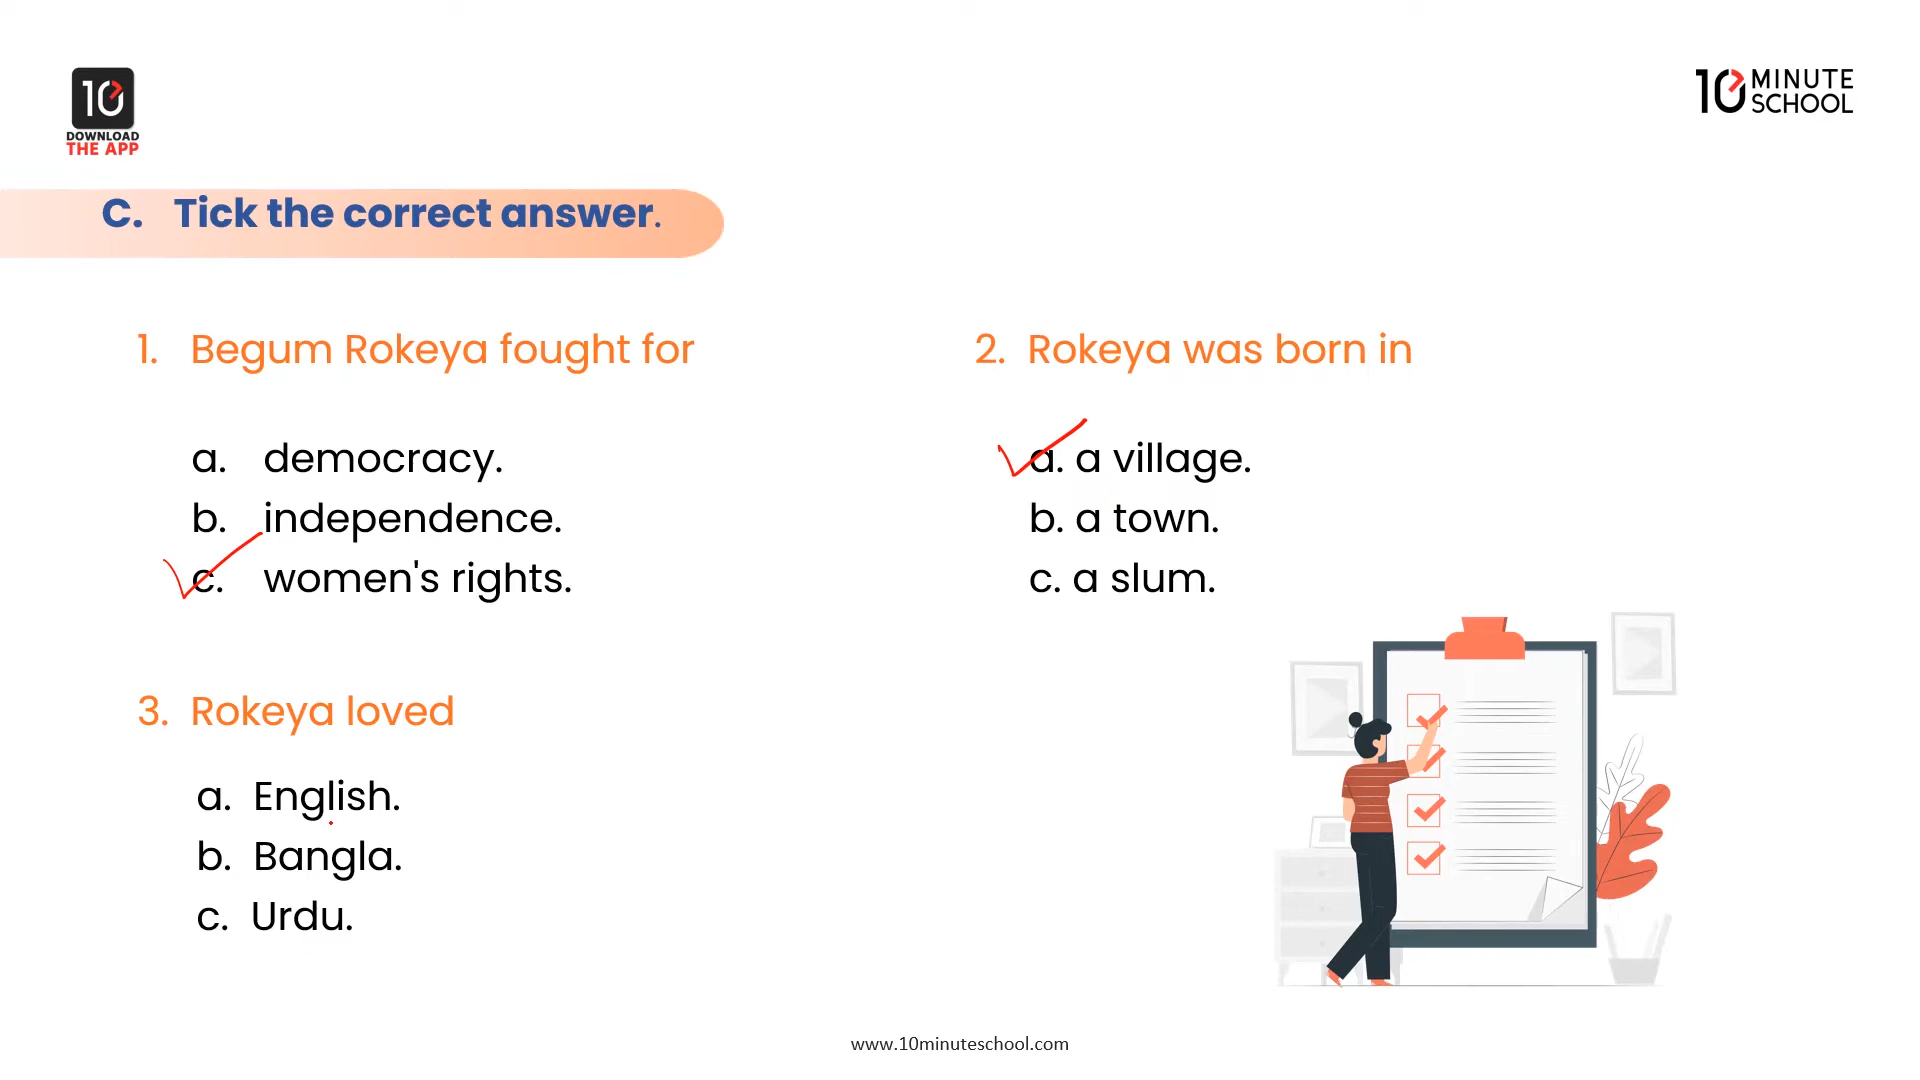 10
DOWNLOAD
THE APP
10 MINUTE
SCHOOL
C. Tick the correct answer.
1. Begum Rokeya fought for
a. democracy.
b. independence.
c. women's rights.
2. Rokeya was born in
a. a village.
b. a town.
c. a slum.
3. Rokeya loved
a. English.
b. Bangla.
c. Urdu.
www.10minuteschool.com